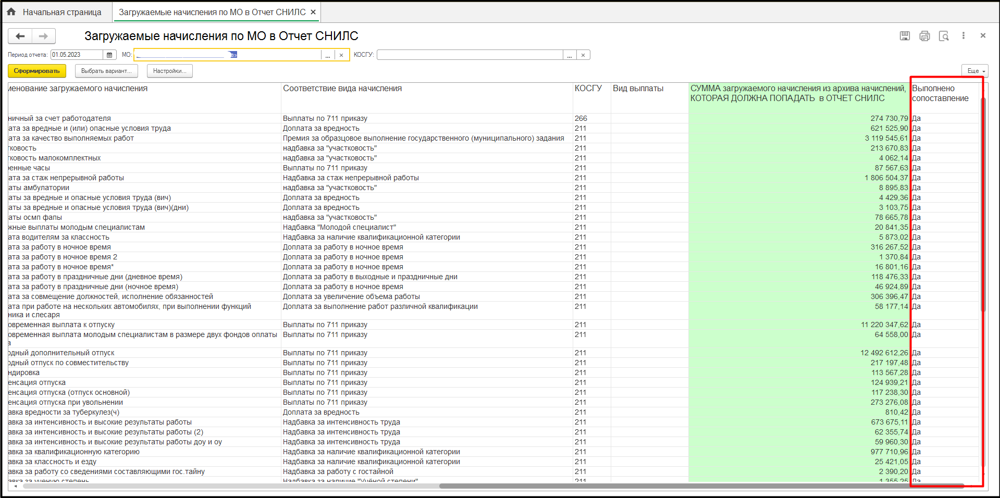 Начальная страница
Загружаемые начисления по МО в Отчет СНИЛС ×
Загружаемые начисления по МО в Отчет СНИЛС
Период отчета: 01.05.2023 МО: а» ... × КОСГУ: ... ×
Сформировать Выбрать вариант... Настройки... Еще
менование загружаемого начисления Соответствие вида начисления КОСГУ Вид выплаты СУММА загружаемого начисления из архива начислений, Выполнено
КОТОРАЯ ДОЛЖНА ПОПАДАТЬ в ОТЧЕТ СНИЛС сопоставление
ничный за счет работодателя Выплаты по 711 приказу 266 274 730,79 Да
ата за вредные и (или) опасные условия труда Доплата за вредность 211 621 525,90 Да
ата за качество выполняемых работ Премия за образцовое выполнение государственного (муниципального) задания 211 3 119 545,61 Да
тковость надбавка за "участковость" 211 213 670,83 Да
тковость малокомплектных надбавка за "участковость" 211 4 062,14 Да
енные часы Выплаты по 711 приказу 211 87 567,63 Да
ата за стаж непрерывной работы Надбавка за стаж непрерывной работы 211 1 806 504,37 Да
аты амбулатории надбавка за "участковость" 211 8 895,83 Да
аты за вредные и опасные условия труда (вич) Доплата за вредность 211 4 429,36 Да
аты за вредные и опасные условия труда (вич)(дни) Доплата за вредность 211 3 103,75 Да
аты осмп фапы надбавка за "участковость" 211 78 665,78 Да
жные выплаты молодым специалистам Надбавка "Молодой специалист" 211 20 841,35 Да
ата водителям за классность Надбавка за наличие квалификационной категории 211 5 873,02 Да
ата за работу в ночное время Доплата за работу в ночное время 211 316 267,52 Да
ата за работу в ночное время 2 Доплата за работу в ночное время 211 1 370,84 Да
ата за работу в ночное время* Доплата за работу в ночное время 211 16 801,16 Да
ата за работу в праздничные дни (дневное время) Доплата за работу в выходные и праздничные дни 211 118 476,33 Да
ата за работу в праздничные дни (ночное время) Доплата за работу в ночное время 211 46 924,89 Да
ата за совмещение должностей, исполнение обязанностей Доплата за увеличение объема работы 211 306 396,47 Да
ата при работе на нескольких автомобилях, при выполнении функций Доплата за выполнение работ различной квалификации 211 58 177,14 Да
ника и слесаря
овременная выплата к отпуску Выплаты по 711 приказу 211 11 220 347,62 Да
овременная выплата молодым специалистам в размере двух фондов оплаты Выплаты по 711 приказу 211 64 558,00 Да
а
одный дополнительный отпуск Выплаты по 711 приказу 211 12 492 612,26 Да
одный отпуск по совместительству Выплаты по 711 приказу 211 217 197,48 Да
ндировка Выплаты по 711 приказу 211 113 567,28 Да
енсация отпуска Выплаты по 711 приказу 211 124 939,21 Да
енсация отпуска (отпуск основной) Выплаты по 711 приказу 211 117 238,30 Да
енсация отпуска при увольнении Выплаты по 711 приказу 211 273 276,08 Да
авка вредности за туберкулез(ч) Доплата за вредность 211 810,42 Да
авка за интенсивность и высокие результаты работы Надбавка за интенсивность труда 211 673 675,11 Да
авка за интенсивность и высокие результаты работы (2) Надбавка за интенсивность труда 211 62 355,74 Да
авка за интенсивность и высокие результаты работы доу и оу Надбавка за интенсивность труда 211 59 960,30 Да
авка за квалификационную категорию Надбавка за наличие квалификационной категории 211 977 710,96 Да
авка за классность и езду Надбавка за наличие квалификационной категории 211 25 421,05 Да
авка за работу со сведениями составляющими гос.тайну Надбавка за работу с гостайной 211 2 390,20 Да
авка за ученую степень Надбавка за наличие "Учёной степени" 211 1 355,25 Да